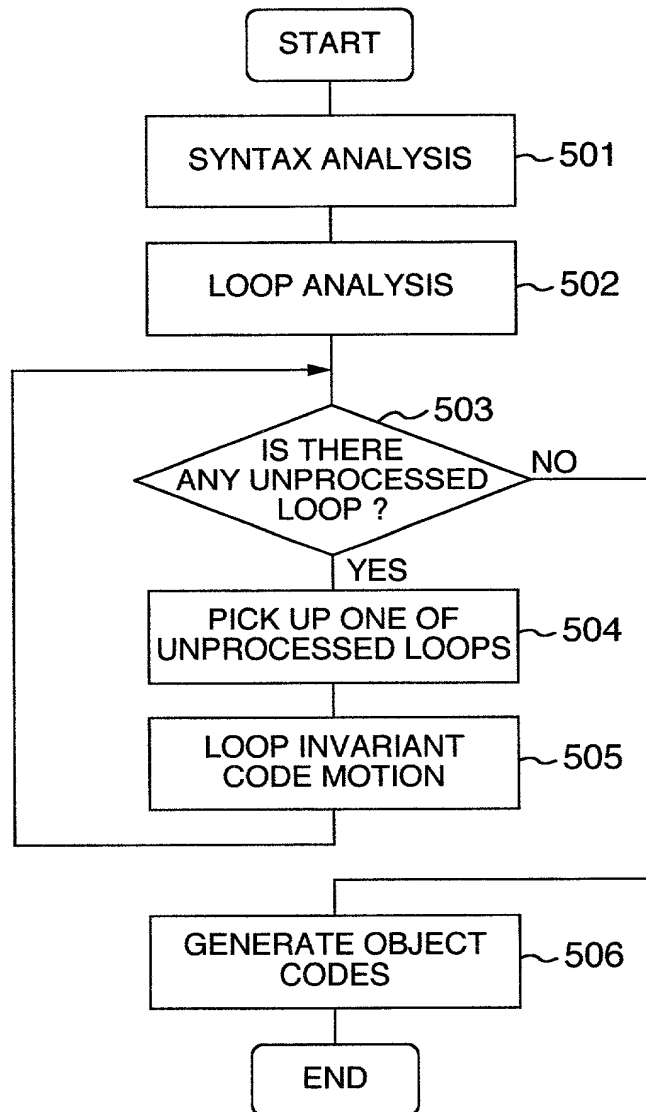 START
SYNTAX ANALYSIS
501
LOOP ANALYSIS
502
503
IS THERE
ANY UNPROCESSED
LOOP ?
NO
YES
PICK UP ONE OF
UNPROCESSED LOOPS
504
LOOP INVARIANT
CODE MOTION
505
GENERATE OBJECT
CODES
506
END